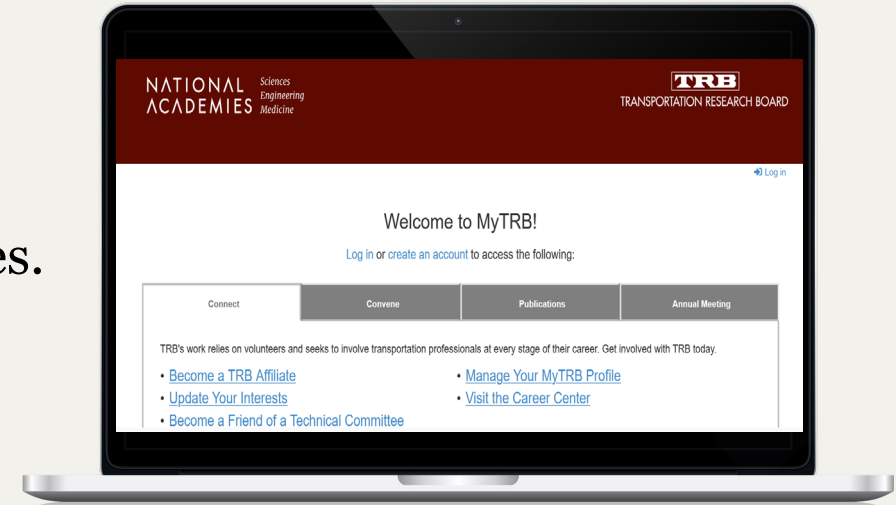 NATIONAL
ACADEMIES
Sciences
Engineering
Medicine
TRB
TRANSPORTATION RESEARCH BOARD
Log in
Welcome to MyTRB!
es.
Log in or create an account to access the following:
Connect Convene Publications Annual Meeting
TRB's work relies on volunteers and seeks to involve transportation professionals at every stage of their career. Get involved with TRB today.
• Become a TRB Affiliate
• Update Your Interests
• Become a Friend of a Technical Committee
• Manage Your MyTRB Profile
• Visit the Career Center